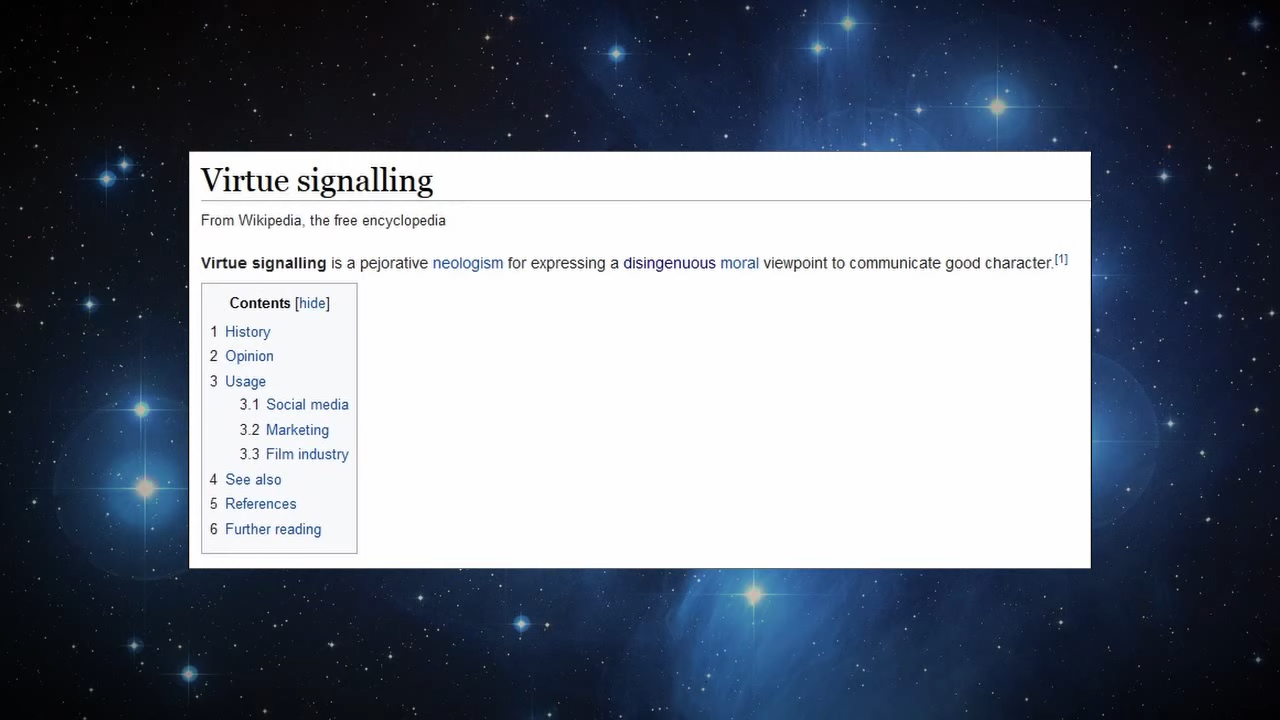 Virtue signalling
From Wikipedia, the free encyclopedia
Virtue signalling is a pejorative neologism for expressing a disingenuous moral viewpoint to communicate good character.[1]
Contents [hide]
1 History
2 Opinion
3 Usage
3.1 Social media
3.2 Marketing
3.3 Film industry
4 See also
5 References
6 Further reading